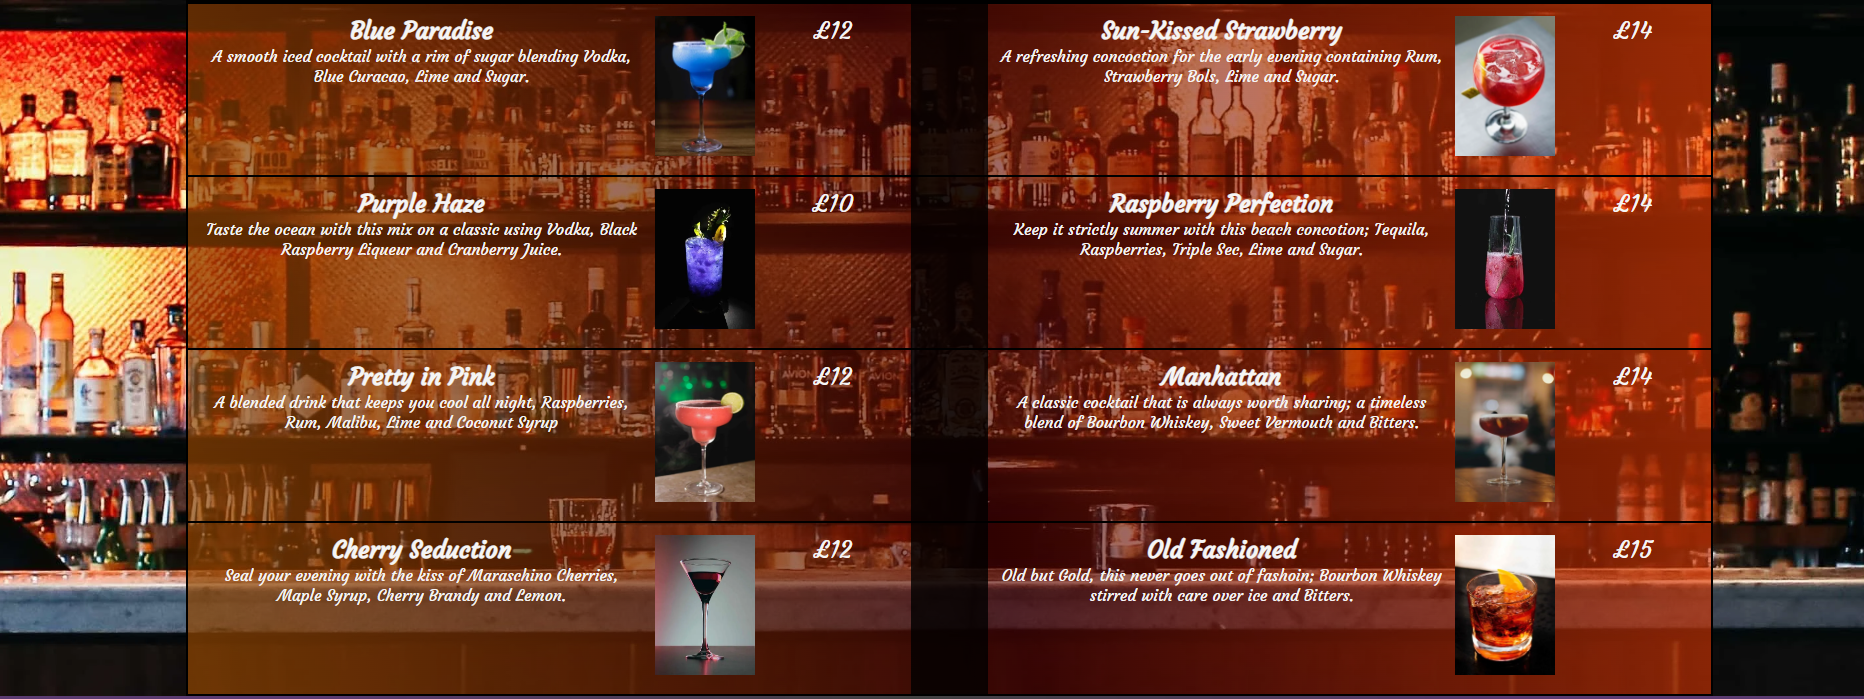 Blue Paradise
£12
A smooth iced cocktail with a rim of sugar blending Vodka,
Blue Curacao, Lime and Sugar.
Purple Haze
£10
Taste the ocean with this mix on a classic using Vodka, Black
Raspberry Liqueur and Cranberry Juice.
Pretty in Pink
£12
A blended drink that keeps you cool all night, Raspberries,
Rum, Malibu, Lime and Coconut Syrup
Cherry Seduction
£12
Seal your evening with the kiss of Maraschino Cherries,
Maple Syrup, Cherry Brandy and Lemon.
Sun-Kissed Strawberry
£14
A refreshing concoction for the early evening containing Rum,
Strawberry Bols, Lime and Sugar.
Raspberry Perfection
£14
Keep it strictly summer with this beach concotion; Tequila,
Raspberries, Triple Sec, Lime and Sugar.
Manhattan
£14
A classic cocktail that is always worth sharing; a timeless
blend of Bourbon Whiskey, Sweet Vermouth and Bitters.
Old Fashioned
£15
Old but Gold, this never goes out of fashoin; Bourbon Whiskey
stirred with care over ice and Bitters.